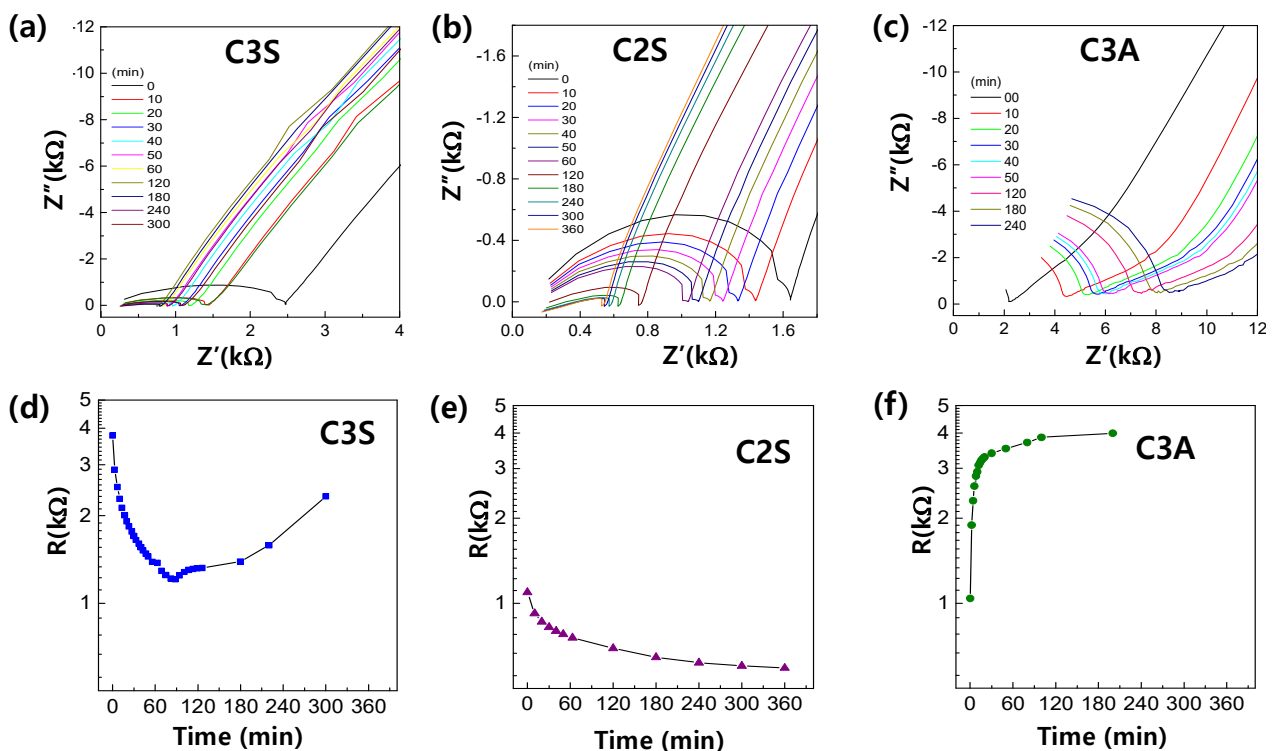 (a)
C3S
(min)
0
10
20
30
40
50
60
120
180
240
300
-12
-10
-8
-6
-4
-2
0
0
1
2
3
4
Z″(kΩ)
Z′(kΩ)
(b)
C2S
(min)
0
10
20
30
40
50
60
120
180
240
300
360
-1.6
-1.2
-0.8
-0.4
0.0
0.0
0.4
0.8
1.2
1.6
Z″(kΩ)
Z′(kΩ)
(c)
C3A
(min)
00
10
20
30
40
50
120
180
240
-12
-10
-8
-6
-4
-2
0
0
2
4
6
8
10
12
Z″(kΩ)
Z′(kΩ)
(d)
C3S
5
4
3
2
1
R(kΩ)
0 60 120 180 240 300 360
Time (min)
(e)
C2S
5
4
3
2
1
R(kΩ)
0 60 120 180 240 300 360
Time (min)
(f)
C3A
5
4
3
2
1
R(kΩ)
0 60 120 180 240 300 360
Time (min)